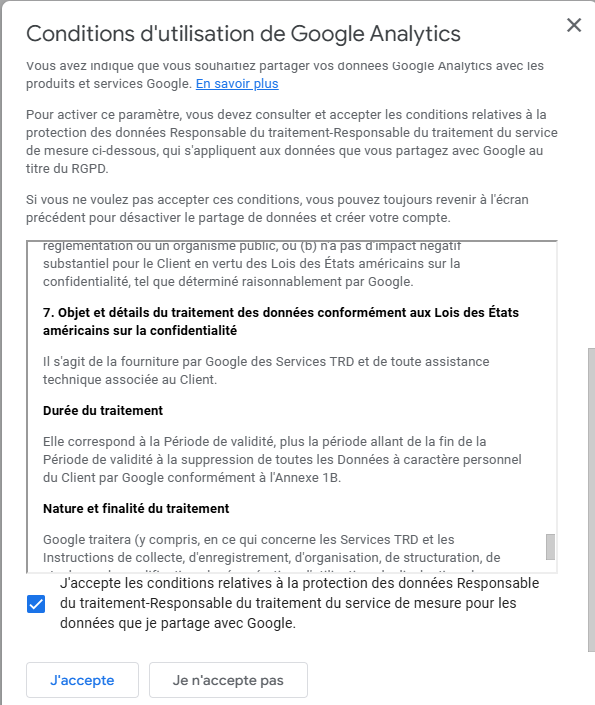 Conditions d'utilisation de Google Analytics
Vous avez indiqué que vous souhaitiez partager vos données Google Analytics avec les
produits et services Google. En savoir plus
Pour activer ce paramètre, vous devez consulter et accepter les conditions relatives à la
protection des données Responsable du traitement-Responsable du traitement du service
de mesure ci-dessous, qui s'appliquent aux données que vous partagez avec Google au
titre du RGPD.
Si vous ne voulez pas accepter ces conditions, vous pouvez toujours revenir à l'écran
précédent pour désactiver le partage de données et créer votre compte.
réglementation ou un organisme public, ou (b) n'a pas d'impact négatif
substantiel pour le Client en vertu des Lois des États américains sur la
confidentialité, tel que déterminé raisonnablement par Google.
7. Objet et détails du traitement des données conformément aux Lois des États
américains sur la confidentialité
Il s'agit de la fourniture par Google des Services TRD et de toute assistance
technique associée au Client.
Durée du traitement
Elle correspond à la Période de validité, plus la période allant de la fin de la
Période de validité à la suppression de toutes les Données à caractère personnel
du Client par Google conformément à l'Annexe 1B.
Nature et finalité du traitement
Google traitera (y compris, en ce qui concerne les Services TRD et les
Instructions de collecte, d'enregistrement, d'organisation, de structuration, de
J'accepte les conditions relatives à la protection des données Responsable
du traitement-Responsable du traitement du service de mesure pour les
données que je partage avec Google.
J'accepte
Je n'accepte pas